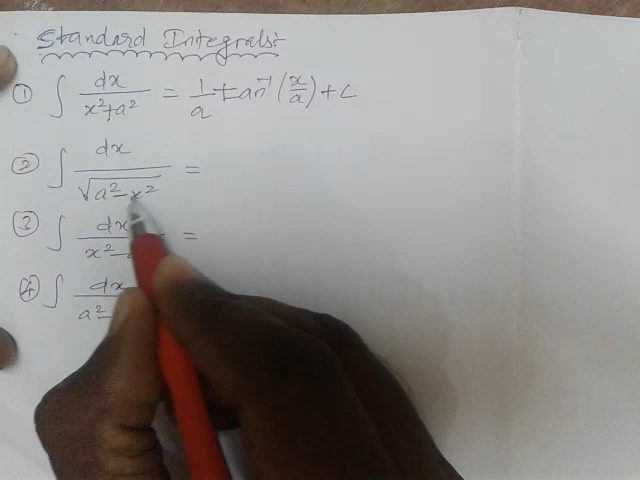 Standard Integrals:-
① ∫ dx / x²+a² = 1/a tan⁻¹ (x/a) + c
② ∫ dx / √a²-x² =
③ ∫ dx / x²- =
④ ∫ dx / a²-